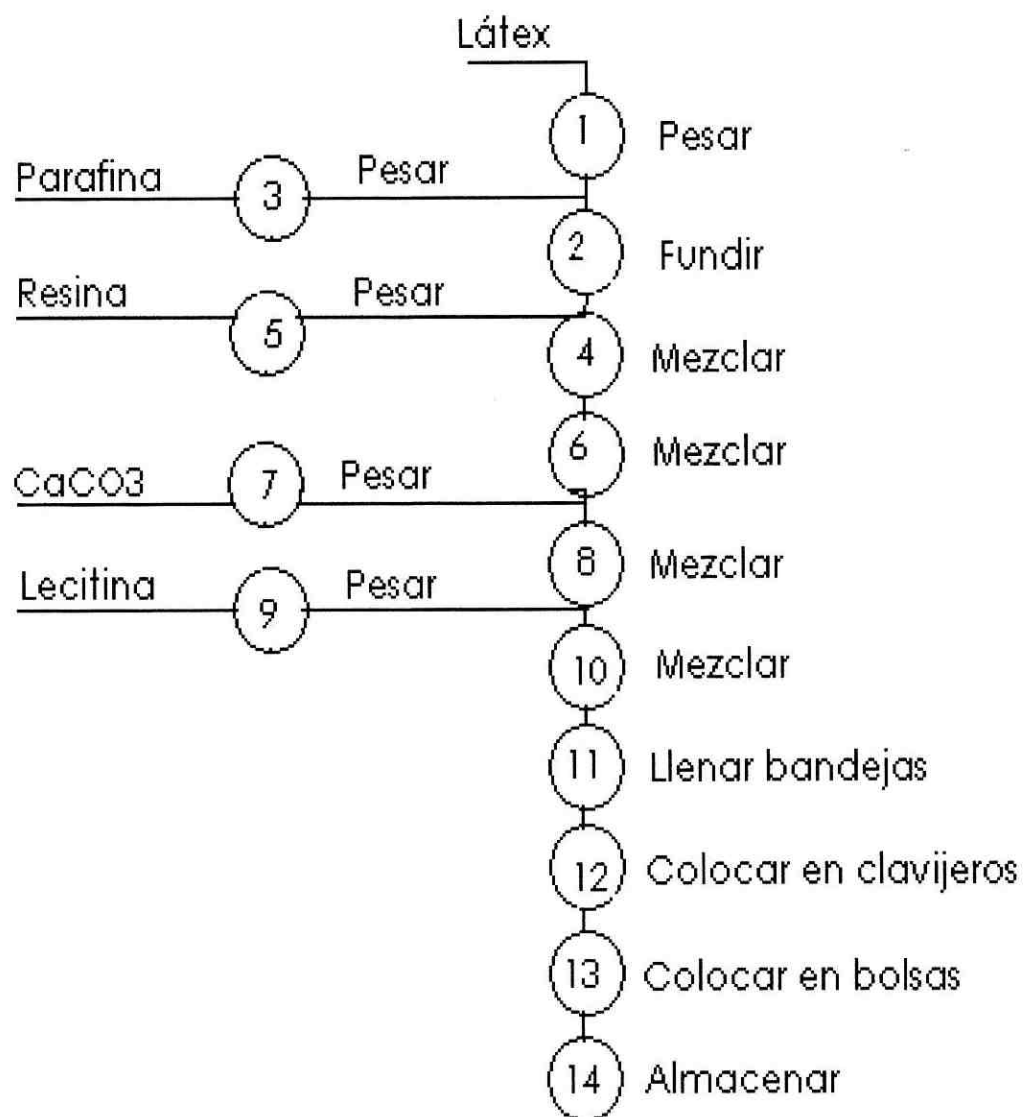 Látex
1 Pesar
Parafina 3 Pesar
2 Fundir
Resina 5 Pesar
4 Mezclar
6 Mezclar
CaCO3 7 Pesar
8 Mezclar
Lecitina 9 Pesar
10 Mezclar
11 Llenar bandejas
12 Colocar en clavijeros
13 Colocar en bolsas
14 Almacenar